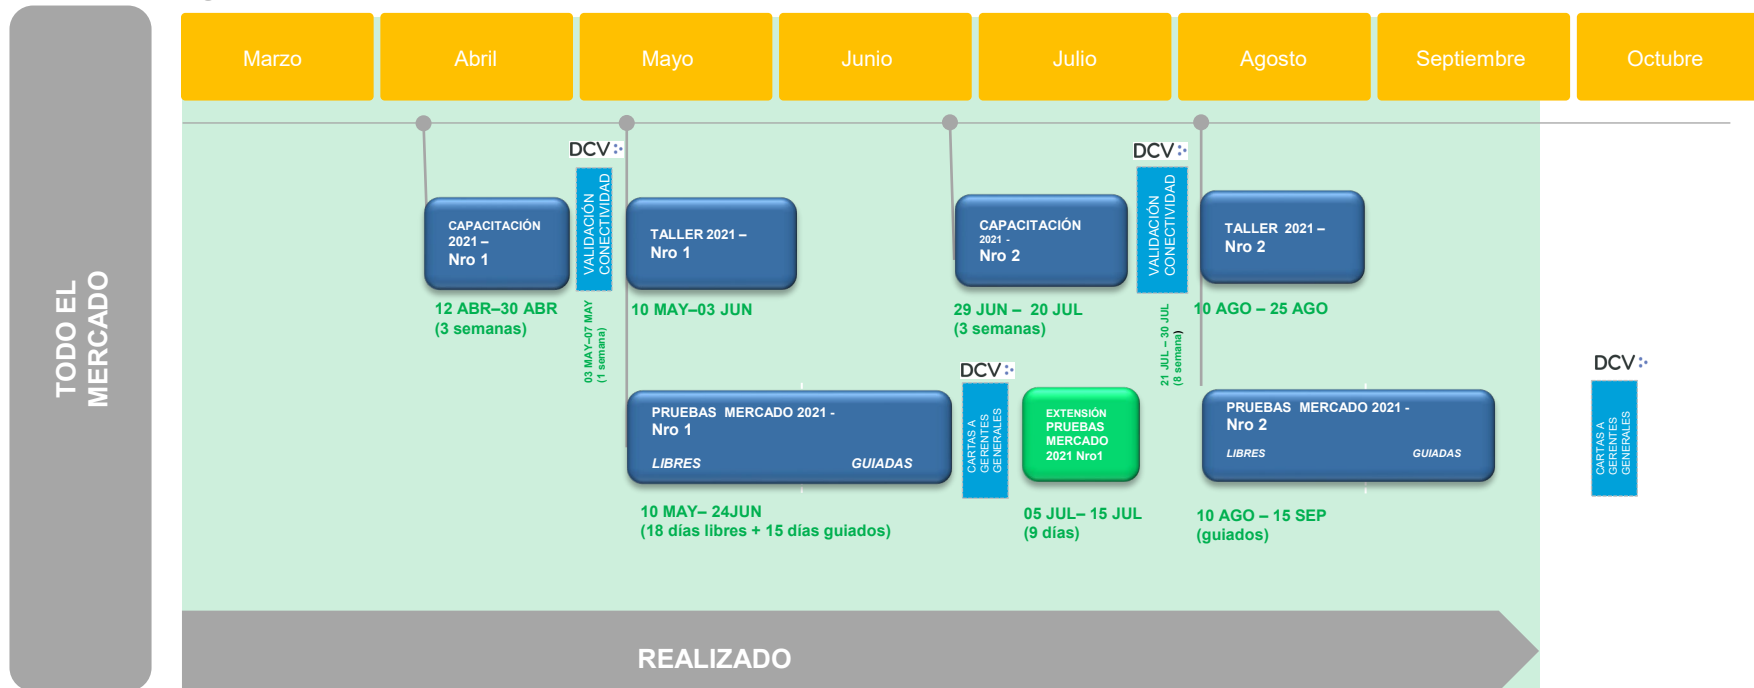 Marzo
Abril
Mayo
Junio
Julio
Agosto
Septiembre
Octubre
TODO EL
MERCADO
DCV
DCV
VALIDACIÓN
CONECTIVIDAD
VALIDACIÓN
CONECTIVIDAD
CAPACITACIÓN
2021 –
Nro 1
TALLER 2021 –
Nro 1
CAPACITACIÓN
2021 -
Nro 2
TALLER 2021 –
Nro 2
12 ABR–30 ABR
(3 semanas)
03 MAY–07 MAY
(1 semana)
10 MAY–03 JUN
29 JUN – 20 JUL
(3 semanas)
21 JUL – 30 JUL
(8 semana)
10 AGO – 25 AGO
DCV
DCV
PRUEBAS MERCADO 2021 -
Nro 1
LIBRES GUIADAS
CARTAS A
GERENTES
GENERALES
EXTENSIÓN
PRUEBAS
MERCADO
2021 Nro1
PRUEBAS MERCADO 2021 -
Nro 2
LIBRES GUIADAS
CARTAS A
GERENTES
GENERALES
10 MAY– 24JUN
(18 días libres + 15 días guiados)
05 JUL– 15 JUL
(9 días)
10 AGO – 15 SEP
(guiados)
REALIZADO